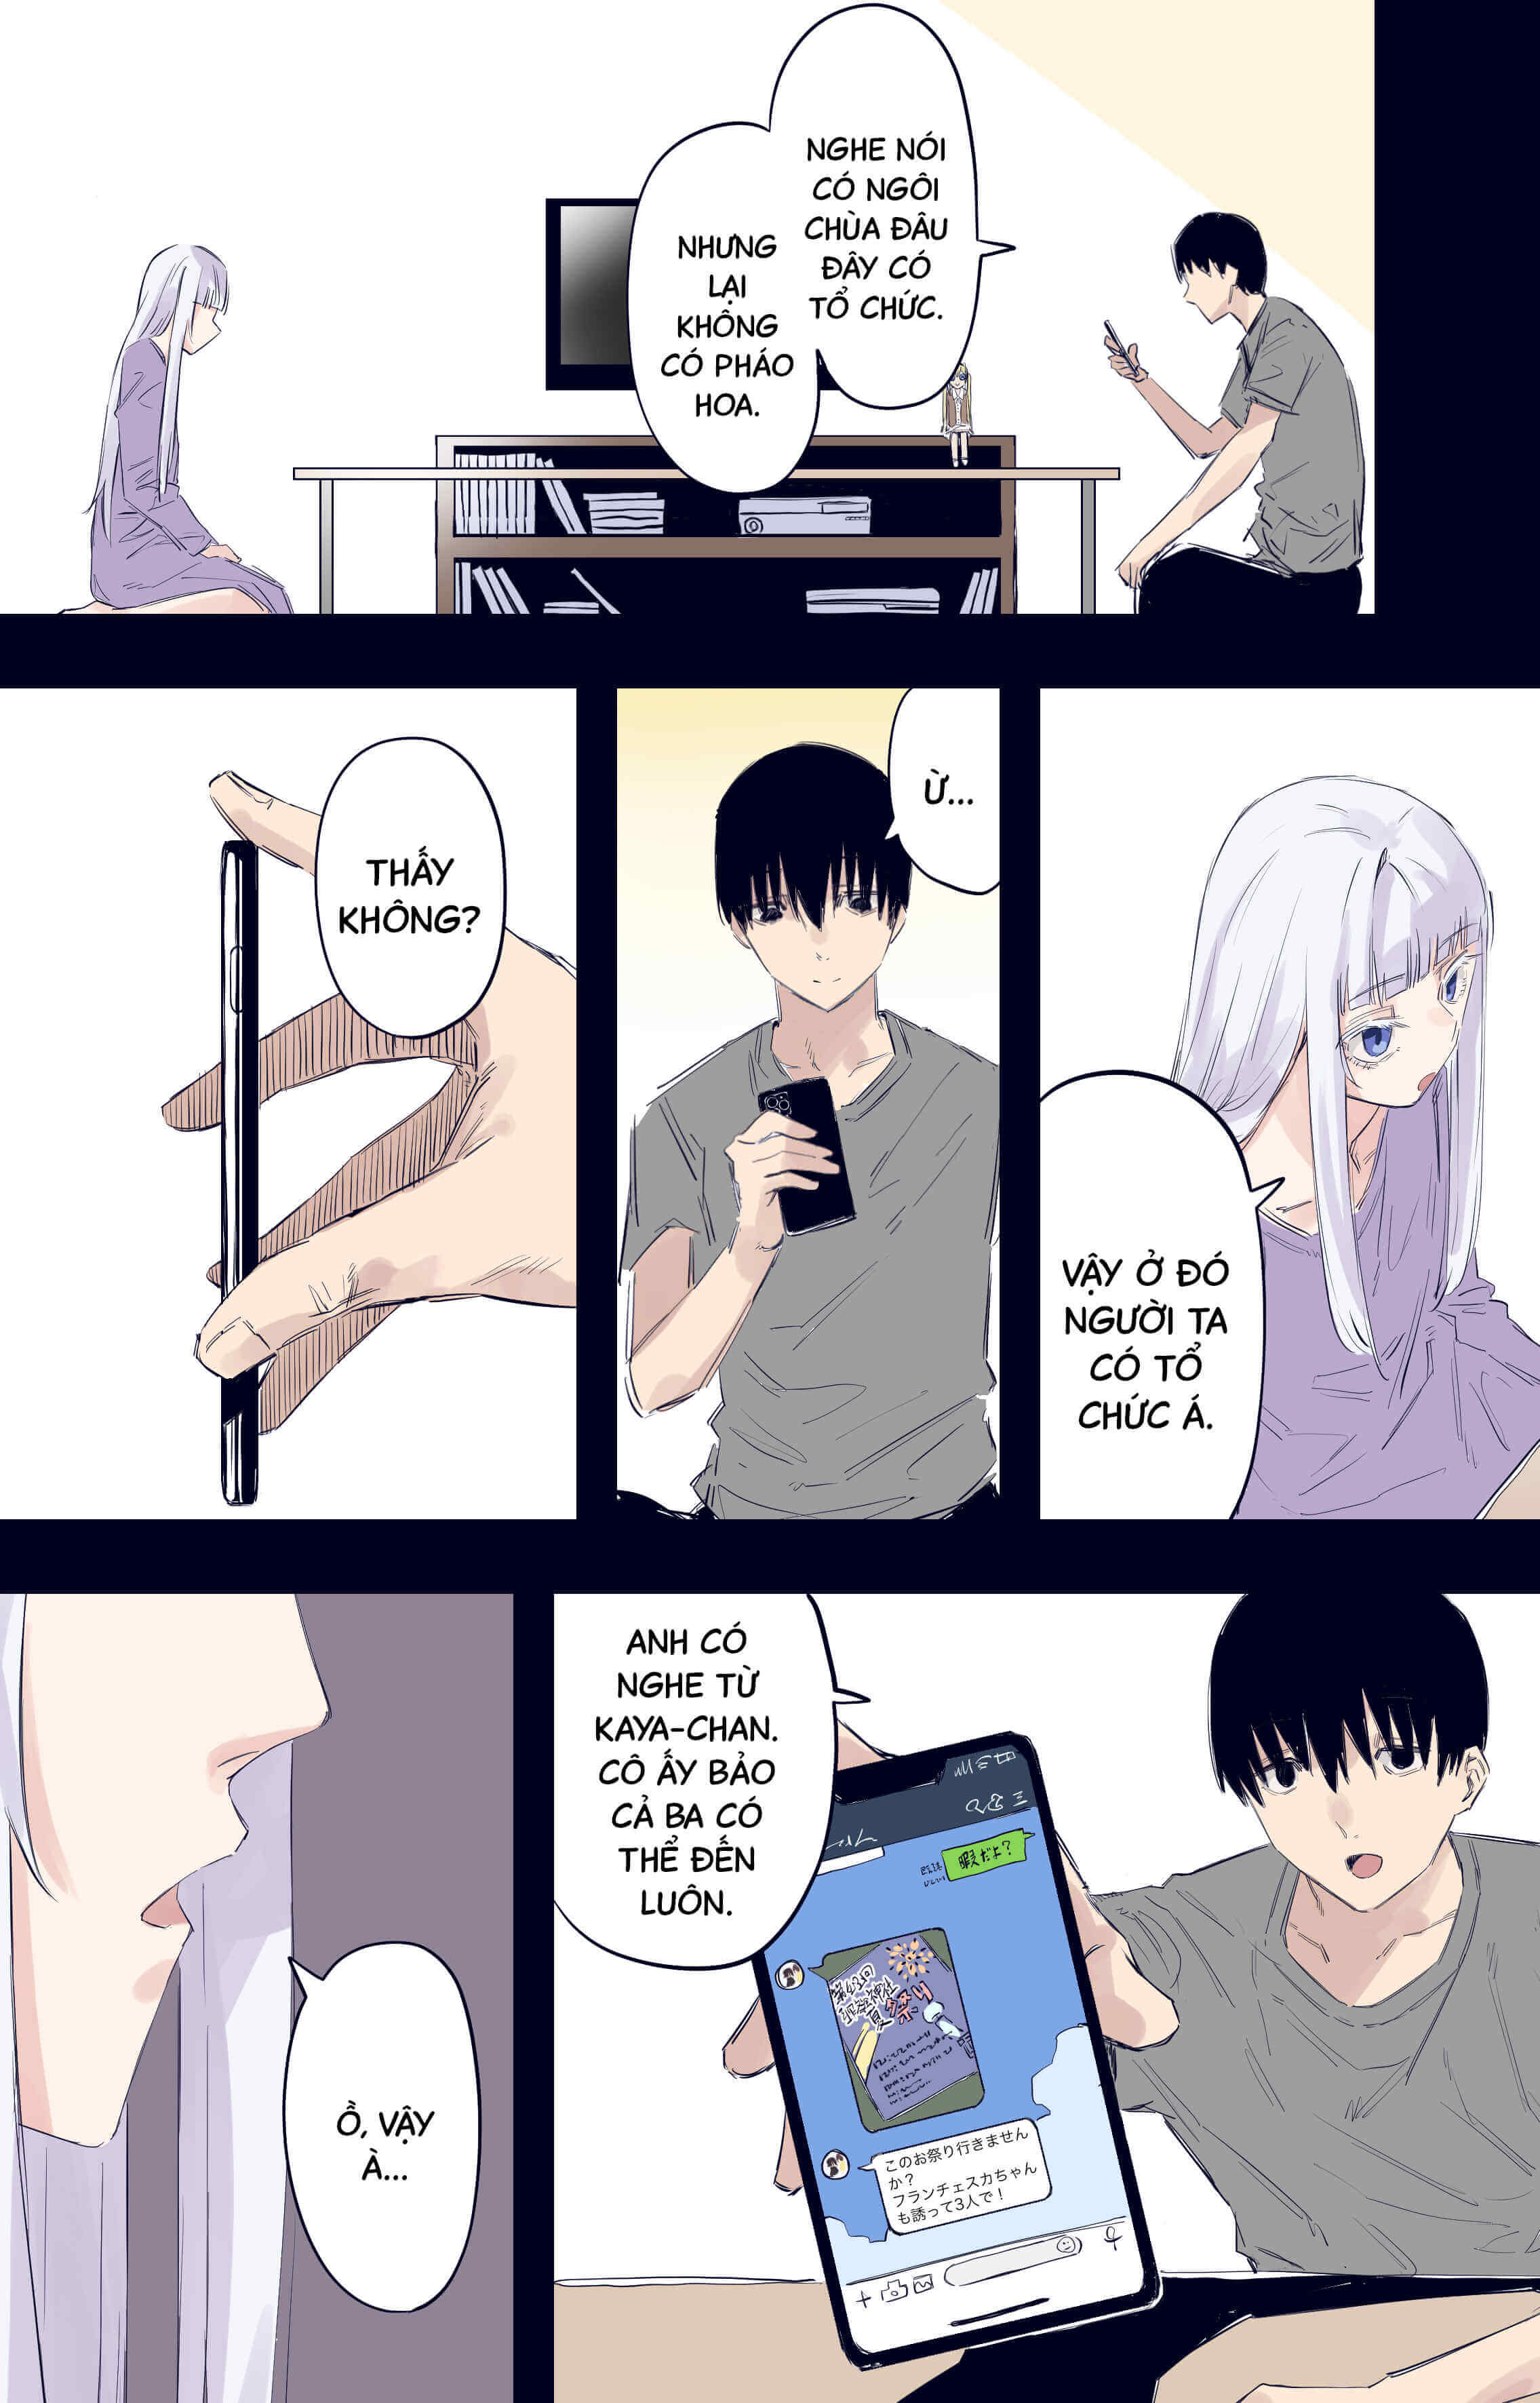 NGHE NÓI
CÓ NGÔI
CHÙA ĐÂU
ĐÂY CÓ
TỔ CHỨC.
NHƯNG
LẠI
KHÔNG
CÓ PHÁO
HOA.
VẬY Ở ĐÓ
NGƯỜI TA
CÓ TỔ
CHỨC Á.
Ừ...
THẤY
KHÔNG?
ANH CÓ
NGHE TỪ
KAYA-CHAN.
CÔ ẤY BẢO
CẢ BA CÓ
THỂ ĐẾN
LUÔN.
暇だよ?
夏祭り
このお祭り行きません
か?
フランチェスカちゃん
も誘って3人で!
Ồ, VẬY
À...